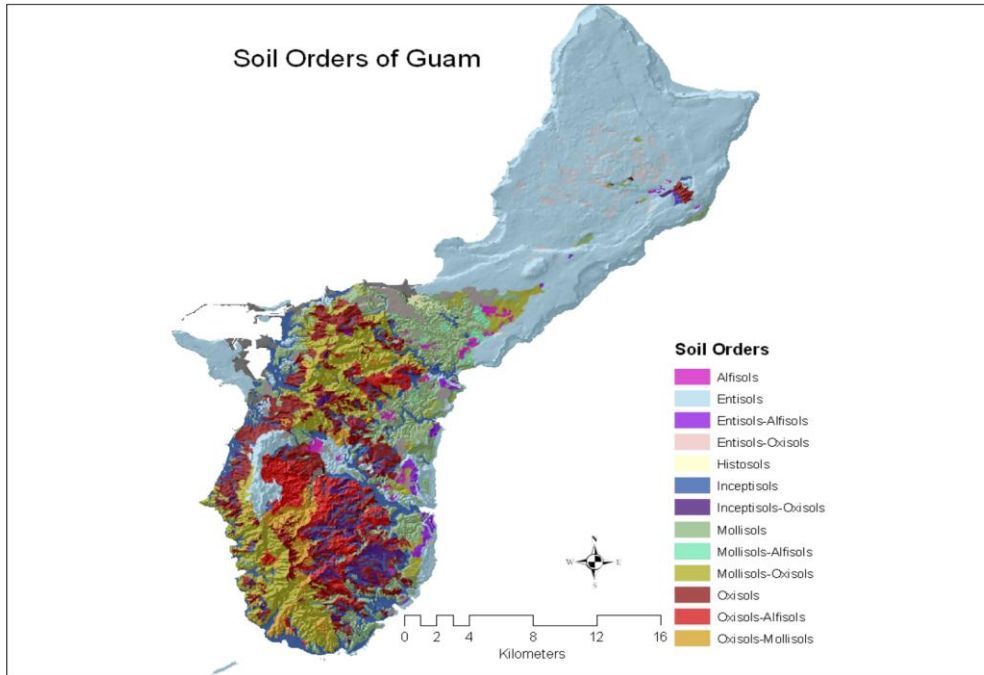 Soil Orders of Guam
Soil Orders
Alfisols
Entisols
Entisols-Alfisols
Entisols-Oxisols
Histosols
Inceptisols
Inceptisols-Oxisols
Mollisols
Mollisols-Alfisols
Mollisols-Oxisols
Oxisols
Oxisols-Alfisols
Oxisols-Mollisols
N
W E
S
0 2 4 8 12 16
Kilometers